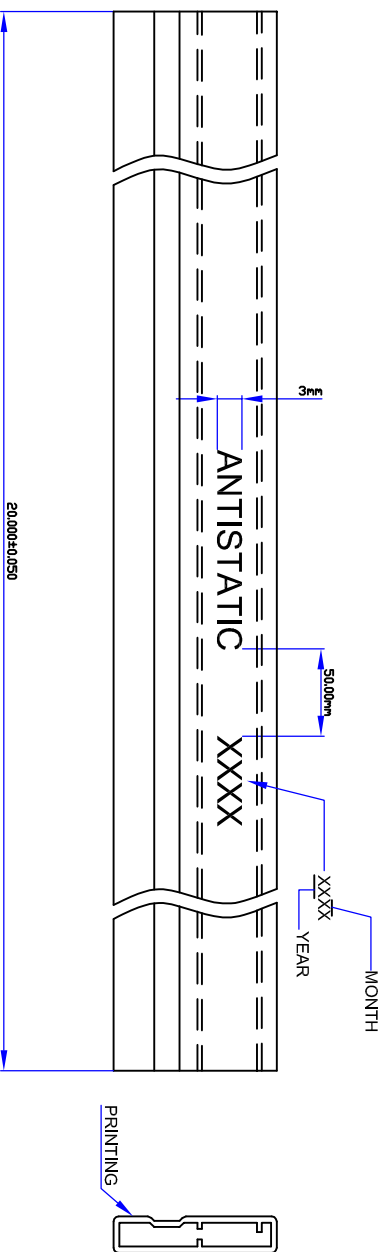 MONTH
XXXX
YEAR
3mm
50.00mm
ANTISTATIC XXXX
20.000±0.050
PRINTING